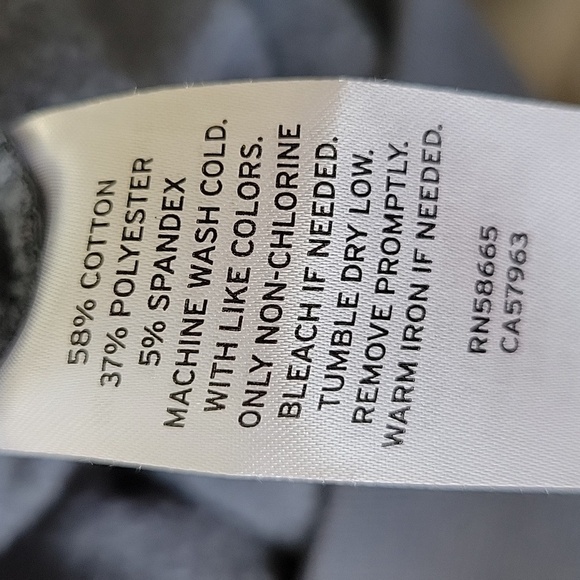 58% COTTON
37% POLYESTER
5% SPANDEX
MACHINE WASH COLD.
WITH LIKE COLORS.
ONLY NON-CHLORINE
BLEACH IF NEEDED.
TUMBLE DRY LOW.
REMOVE PROMPTLY.
WARM IRON IF NEEDED.
RN58665
CA57963